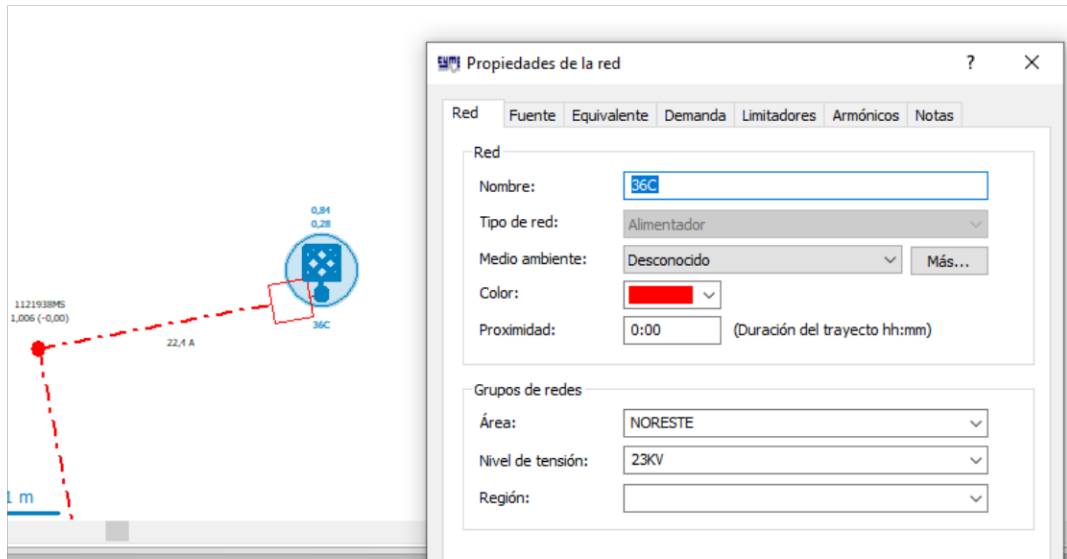 0,84
0,28
36C
1121938MS
1,006 (-0,00)
22,4 A
1 m
CYME Propiedades de la red ? ×
Red Fuente Equivalente Demanda Limitadores Armónicos Notas
Red
Nombre: 36C
Tipo de red: Alimentador
Medio ambiente: Desconocido Más...
Color:
Proximidad: 0:00 (Duración del trayecto hh:mm)
Grupos de redes
Área: NORESTE
Nivel de tensión: 23KV
Región: